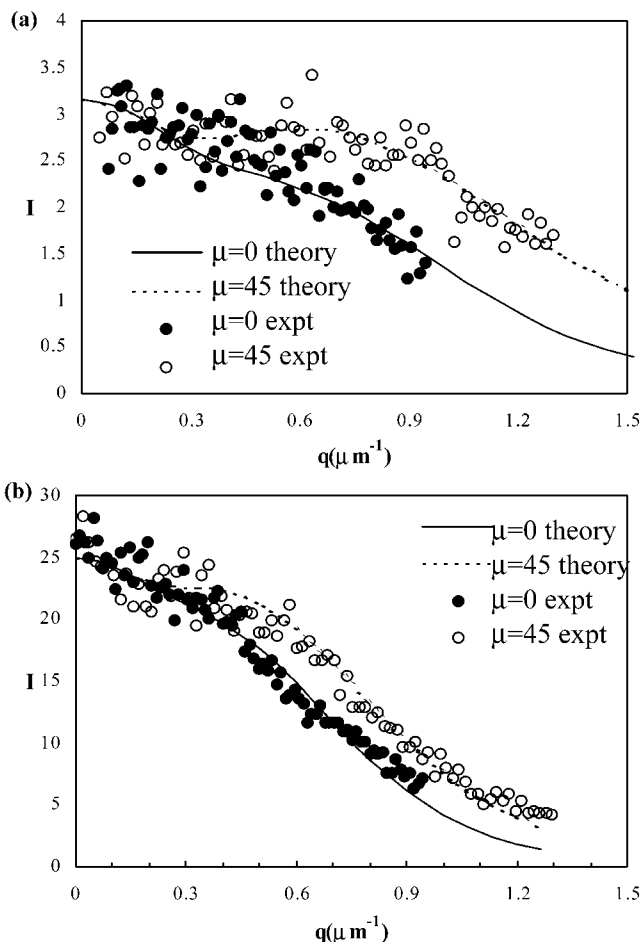 (a)
4
3.5
3
2.5
2
I
1.5
μ=0 theory
1
μ=45 theory
μ=0 expt
0.5
μ=45 expt
0
0 0.3 0.6 0.9 1.2 1.5
q(μ m⁻¹)
(b)
30
μ=0 theory
25
μ=45 theory
μ=0 expt
20
μ=45 expt
I
15
10
5
0
0 0.3 0.6 0.9 1.2 1.5
q(μ m⁻¹)